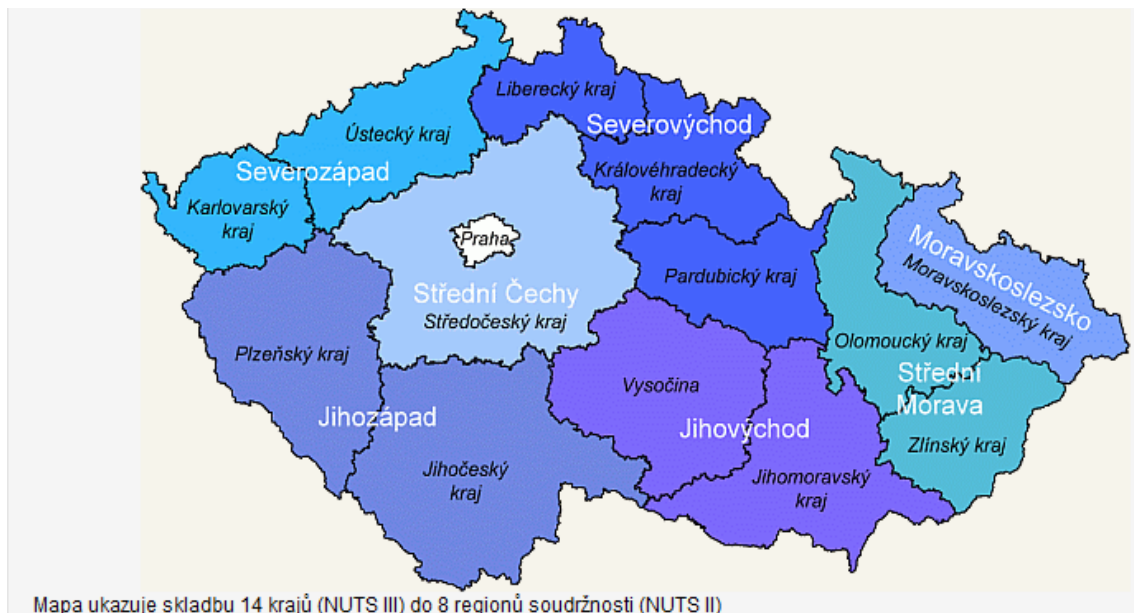 Liberecký kraj
Severovýchod
Ústecký kraj
Severozápad
Královéhradecký
kraj
Karlovarský
kraj
Praha
Moravskoslezsko
Moravskoslezský kraj
Pardubický kraj
Střední Čechy
Středočeský kraj
Olomoucký kraj
Plzeňský kraj
Střední
Morava
Vysočina
Jihozápad
Jihovýchod
Zlínský kraj
Jihočeský
kraj
Jihomoravský
kraj
Mapa ukazuje skladbu 14 krajů (NUTS III) do 8 regionů soudržnosti (NUTS II)